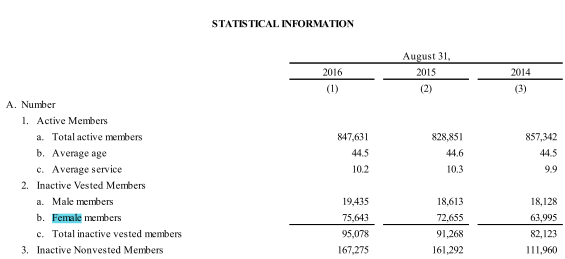 STATISTICAL INFORMATION
August 31,
2016 2015 2014
(1) (2) (3)
A. Number
1. Active Members
a. Total active members 847,631 828,851 857,342
b. Average age 44.5 44.6 44.5
c. Average service 10.2 10.3 9.9
2. Inactive Vested Members
a. Male members 19,435 18,613 18,128
b. Female members 75,643 72,655 63,995
c. Total inactive vested members 95,078 91,268 82,123
3. Inactive Nonvested Members 167,275 161,292 111,960